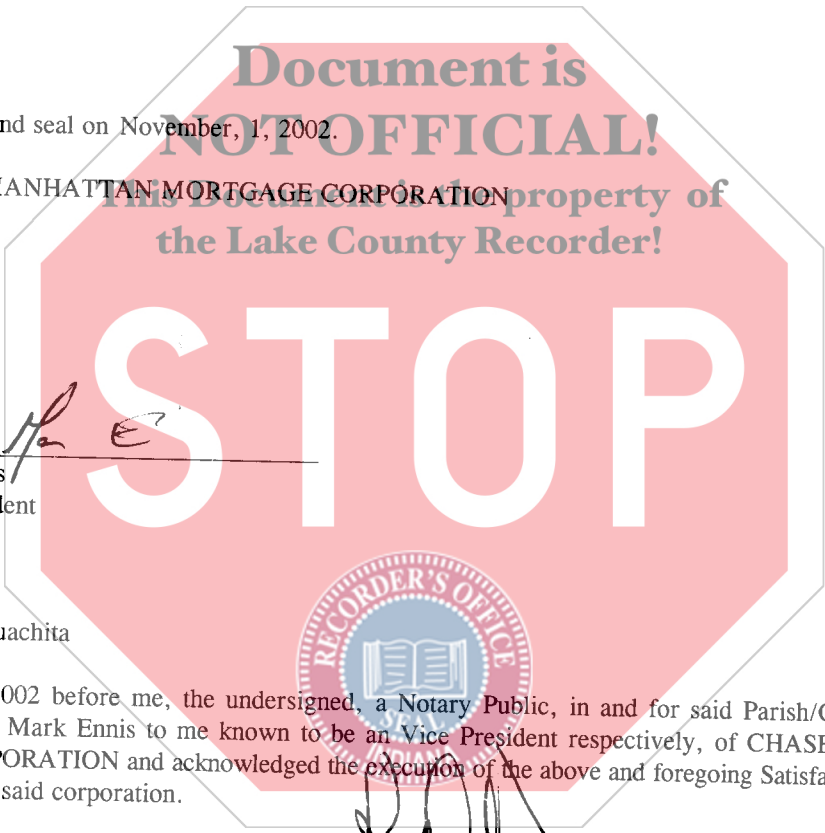 Document is
nd seal on November, 1, 2002.
NOT OFFICIAL!
MANHATTAN MORTGAGE CORPORATION
This Document is the property of
the Lake County Recorder!
STOP
s
dent
RECORDER'S OFFICE
uachita
SEAL
002 before me, the undersigned, a Notary Public, in and for said Parish/C
Mark Ennis to me known to be an Vice President respectively, of CHASE
INDIANA
PORATION and acknowledged the execution of the above and foregoing Satisfa
said corporation.